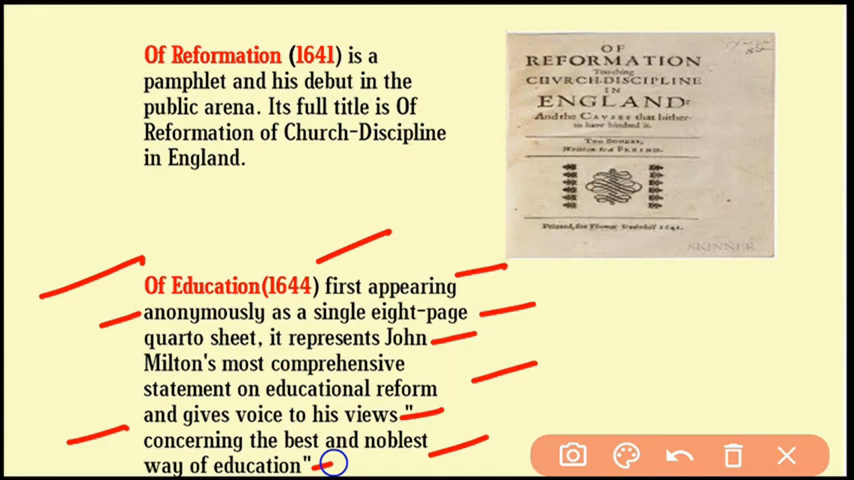 Of Reformation (1641) is a
pamphlet and his debut in the
public arena. Its full title is Of
Reformation of Church-Discipline
in England.
OF
REFORMATION
Touching
CHVRCH-DISCIPLINE
IN
ENGLAND:
And the CAVSES that hither-
to have hindred it.
TWO BOOKES,
Written to a FREIND.
Printed, for Thomas Underhill 1641.
SKINNER
Of Education(1644) first appearing
anonymously as a single eight-page
quarto sheet, it represents John
Milton's most comprehensive
statement on educational reform
and gives voice to his views "
concerning the best and noblest
way of education"